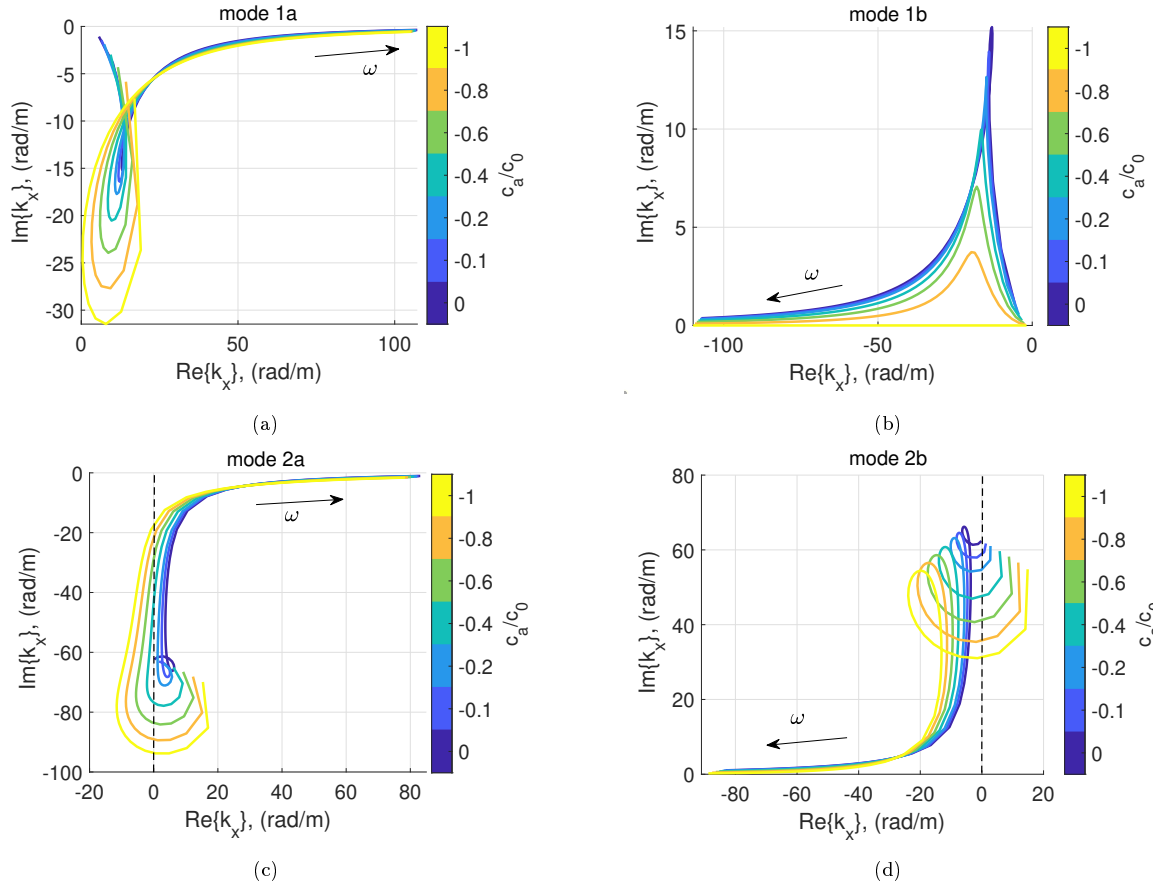 mode 1a
0
-5
-10
-15
-20
-25
-30
0
50
100
Im{k_x}, (rad/m)
Re{k_x}, (rad/m)
ω
-1
-0.8
-0.6
-0.4
-0.2
-0.1
0
c_a/c_0
(a)
mode 1b
15
10
5
0
-100
-50
0
Im{k_x}, (rad/m)
Re{k_x}, (rad/m)
ω
-1
-0.8
-0.6
-0.4
-0.2
-0.1
0
c_a/c_0
(b)
mode 2a
0
-20
-40
-60
-80
-100
-20
0
20
40
60
80
Im{k_x}, (rad/m)
Re{k_x}, (rad/m)
ω
-1
-0.8
-0.6
-0.4
-0.2
-0.1
0
c_a/c_0
(c)
mode 2b
80
60
40
20
0
-80
-60
-40
-20
0
20
Im{k_x}, (rad/m)
Re{k_x}, (rad/m)
ω
-1
-0.8
-0.6
-0.4
-0.2
-0.1
0
(d)